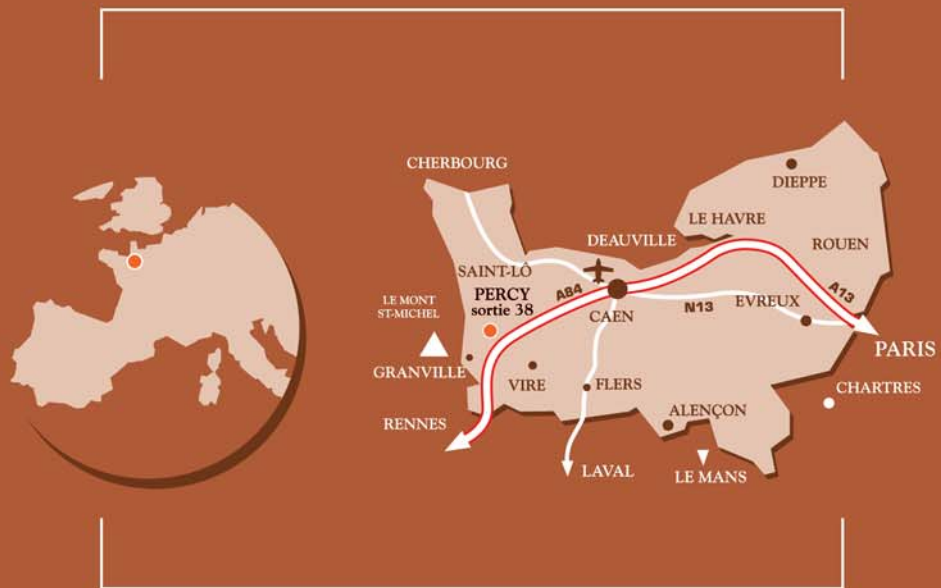 CHERBOURG
DIEPPE
LE HAVRE
DEAUVILLE
ROUEN
SAINT-LÔ
LE MONT
ST-MICHEL
PERCY
sortie 38
A84
CAEN
N13
EVREUX
A13
PARIS
GRANVILLE
VIRE
FLERS
CHARTRES
ALENÇON
RENNES
LAVAL
LE MANS